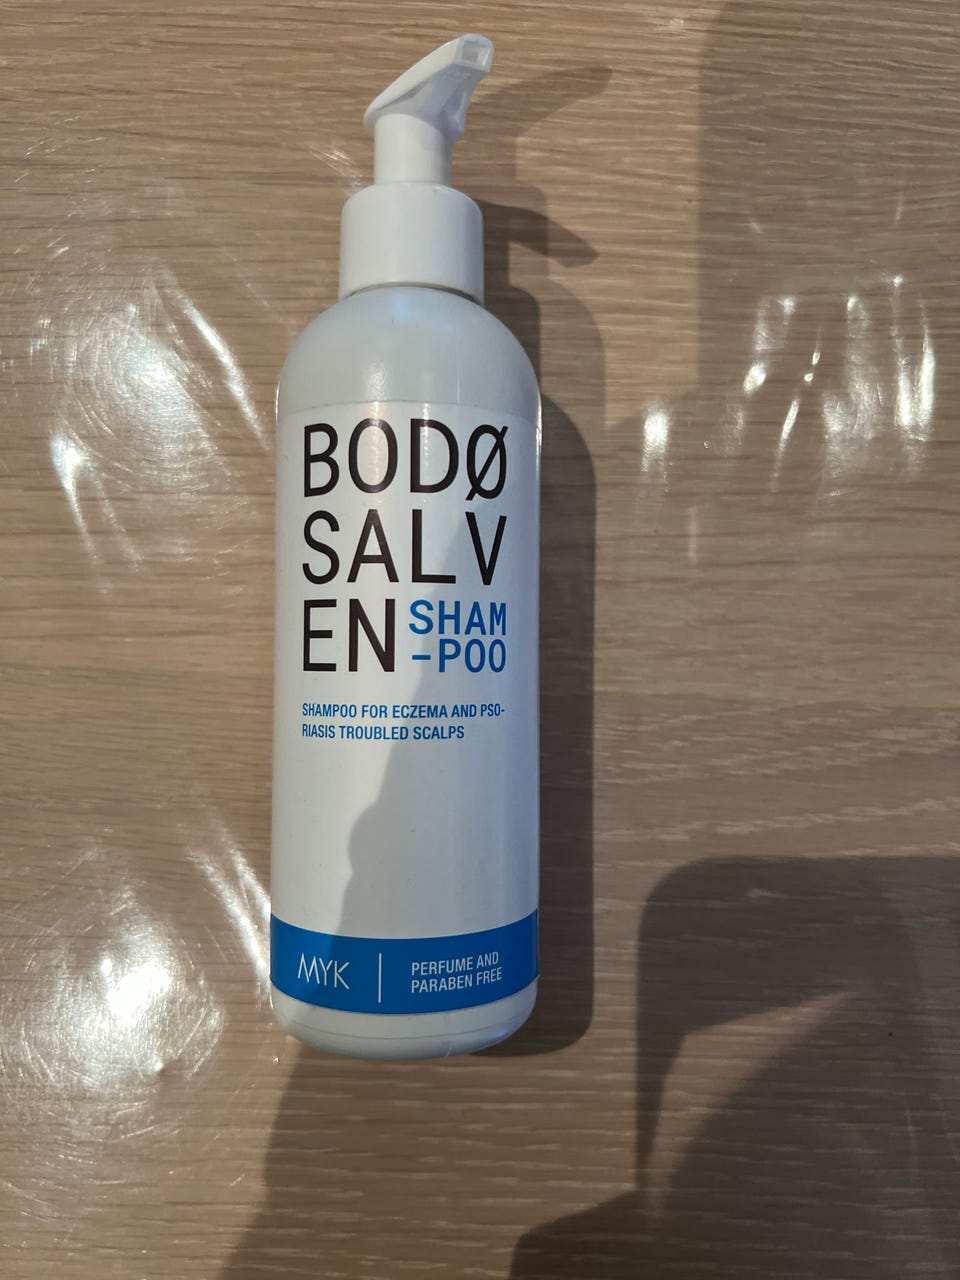 BODØ
SALV
EN SHAM
-POO
SHAMPOO FOR ECZEMA AND PSO-
RIASIS TROUBLED SCALPS
MYK | PERFUME AND
PARABEN FREE